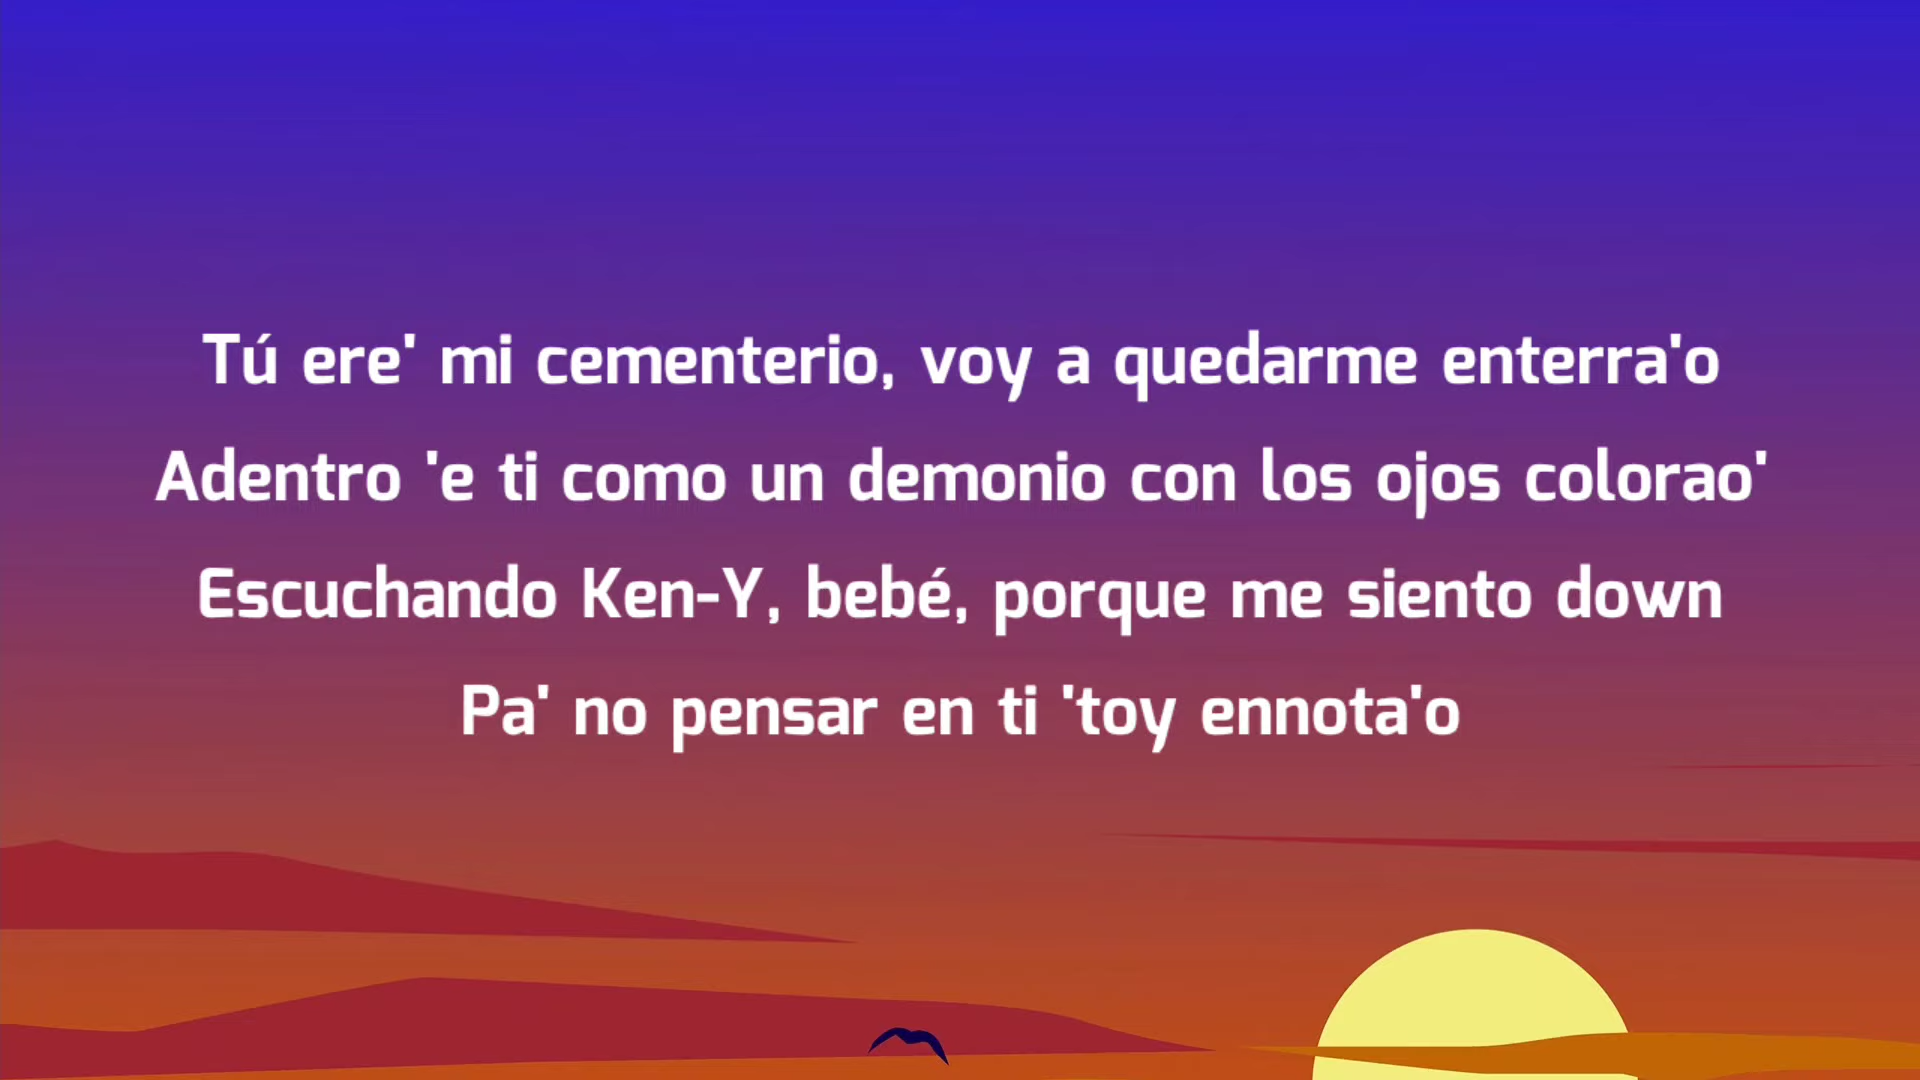 Tú ere' mi cementerio, voy a quedarme enterra'o
Adentro 'e ti como un demonio con los ojos colorao'
Escuchando Ken-Y, bebé, porque me siento down
Pa' no pensar en ti 'toy ennota'o